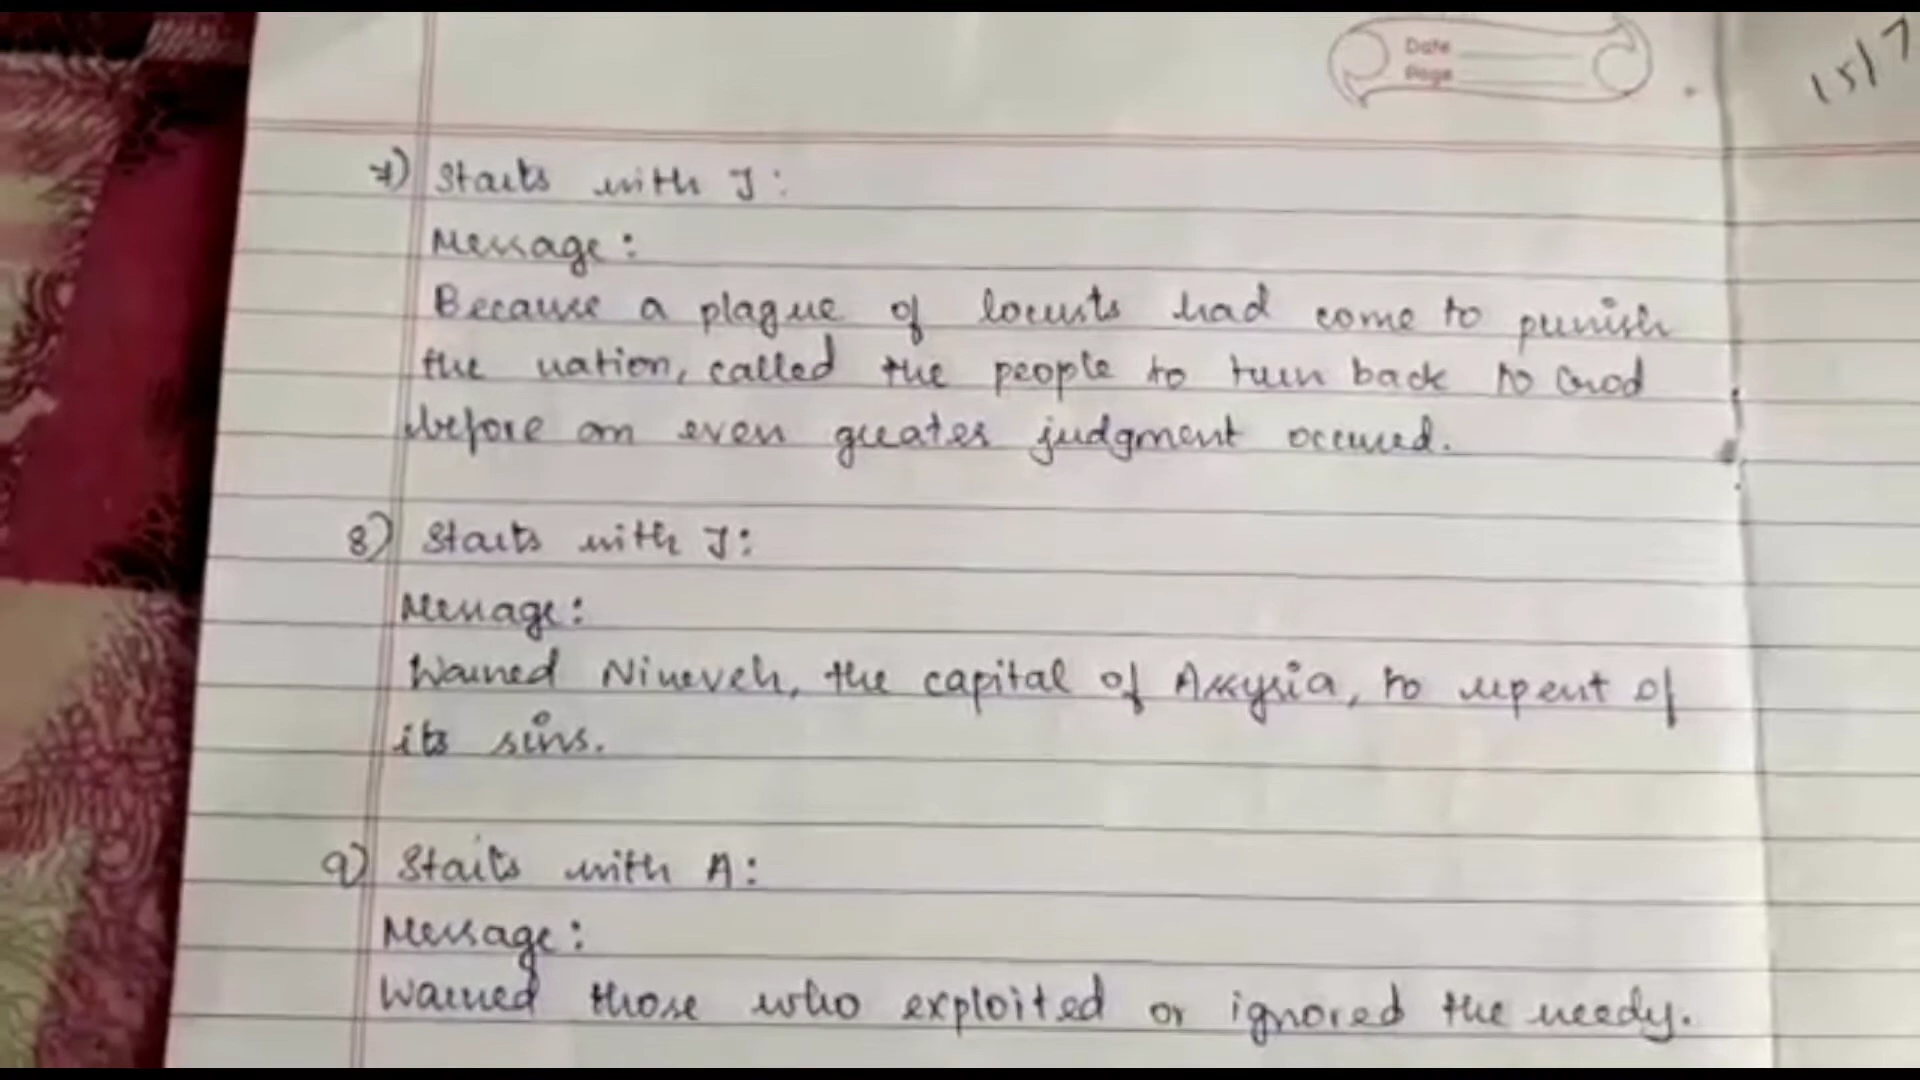 Date
Page
15/7
7) Starts with J:
Message:
Because a plague of locusts had come to punish
the nation, called the people to turn back to God
before an even greater judgment occurred.
8) Starts with J:
Message:
Warned Nineveh, the capital of Assyria, to repent of
its sins.
9) Starts with A:
Message:
Warned those who exploited or ignored the needy.